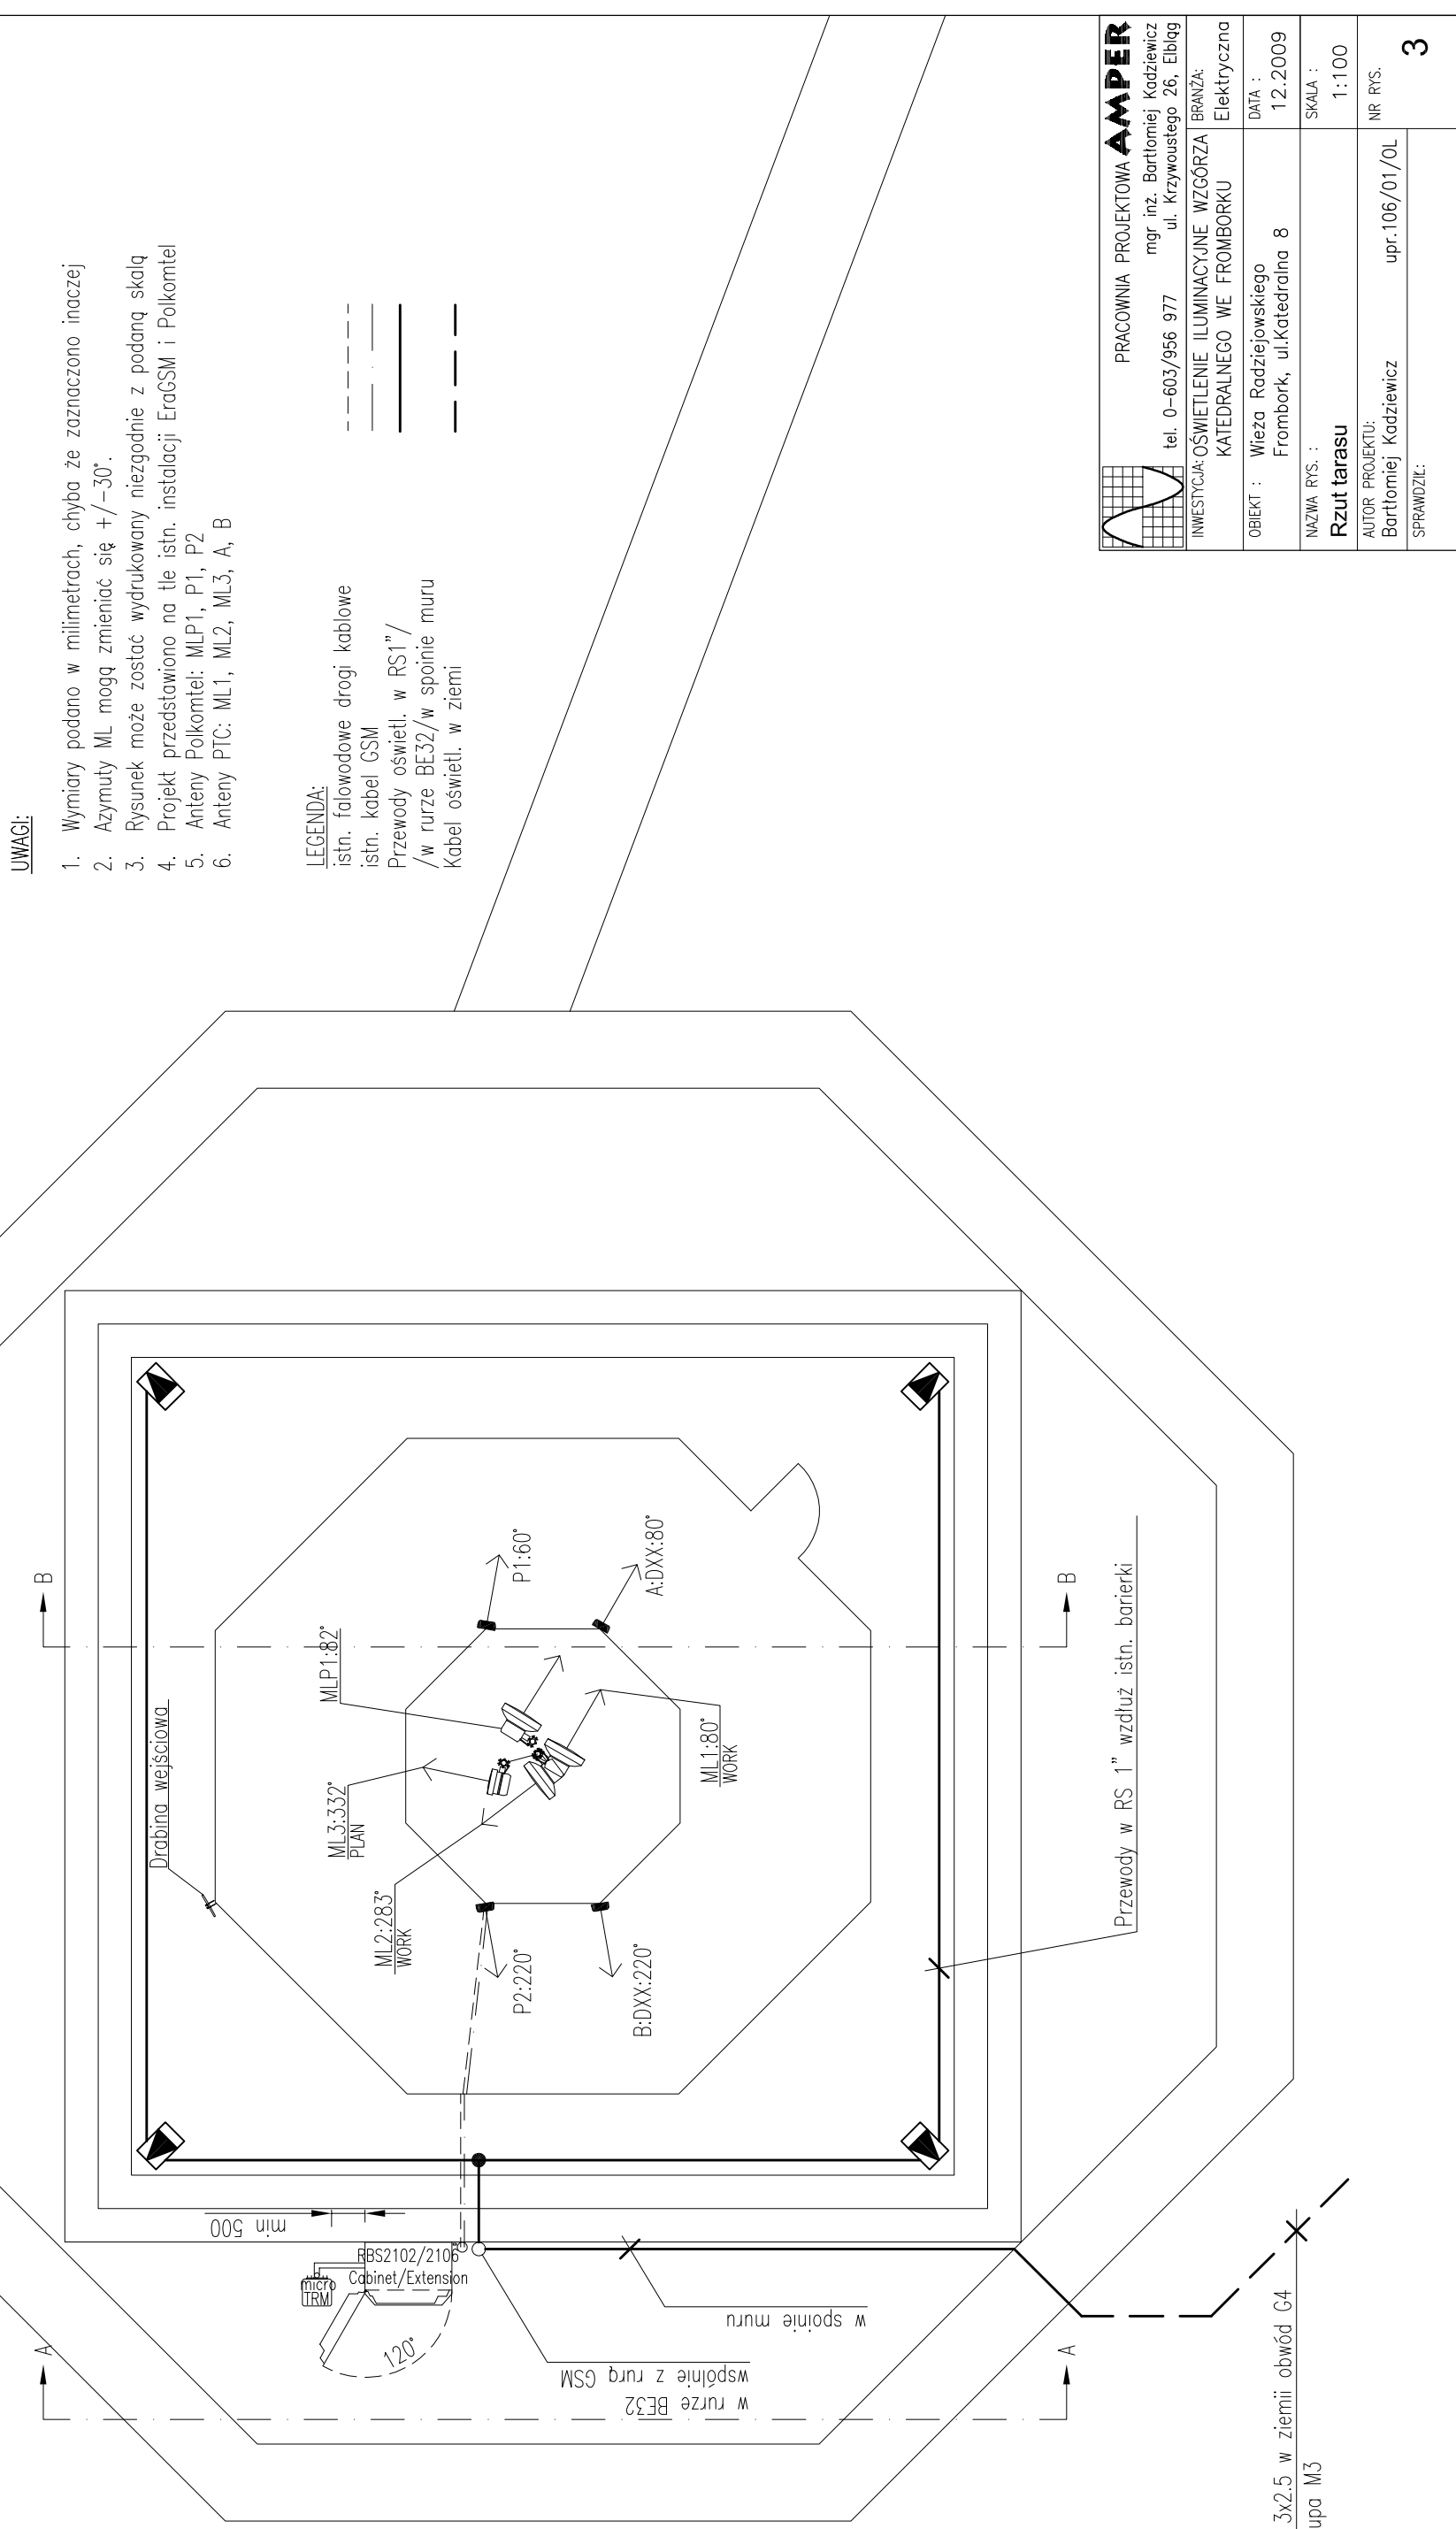 UWAGI:
1. Wymiary podano w milimetrach, chyba że zaznaczono inaczej
2. Azymuty ML mogą zmieniać się +/-30°.
3. Rysunek może zostać wydrukowany niezgodnie z podaną skalą
4. Projekt przedstawiono na tle istn. instalacji EraGSM i Polkomtel
5. Anteny Polkomtel: MLP1, P1, P2
6. Anteny PTC: ML1, ML2, ML3, A, B
LEGENDA:
istn. falowodowe drogi kablowe
istn. kabel GSM
Przewody oświetl. w RS1"/
/w rurze BE32/w spoinie muru
Kabel oświetl. w ziemi
A
A
B
B
Drabina wejściowa
MLP1:82°
ML3:332°
PLAN
ML2:283°
WORK
ML1:80°
WORK
P1:60°
A:DXX:80°
P2:220°
B:DXX:220°
min 500
RBS2102/2106
Cabinet/Extension
micro
TRM
120°
w rurze BE32
wspólnie z rurą GSM
w spoinie muru
Przewody w RS 1" wzdłuż istn. barierki
3x2.5 w ziemii obwód G4
upa M3
PRACOWNIA PROJEKTOWA AMPER
mgr inż. Bartłomiej Kadziewicz
tel. 0-603/956 977 ul. Krzywoustego 26, Elbląg
INWESTYCJA: OŚWIETLENIE ILUMINACYJNE WZGÓRZA
KATEDRALNEGO WE FROMBORKU
BRANŻA:
Elektryczna
OBIEKT : Wieża Radziejowskiego
Frombork, ul.Katedralna 8
DATA :
12.2009
NAZWA RYS. :
Rzut tarasu
SKALA :
1:100
AUTOR PROJEKTU:
Bartłomiej Kadziewicz upr.106/01/OL
NR RYS.
3
SPRAWDZIŁ: